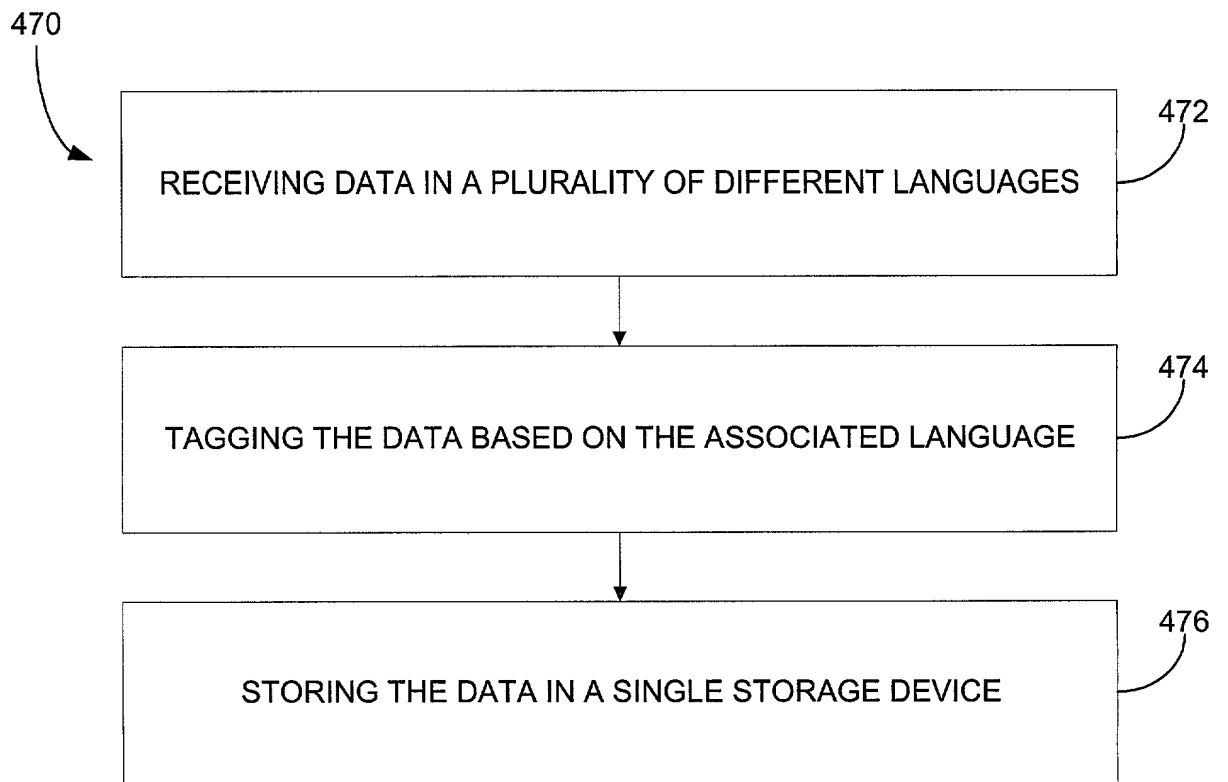 470
472
RECEIVING DATA IN A PLURALITY OF DIFFERENT LANGUAGES
474
TAGGING THE DATA BASED ON THE ASSOCIATED LANGUAGE
476
STORING THE DATA IN A SINGLE STORAGE DEVICE